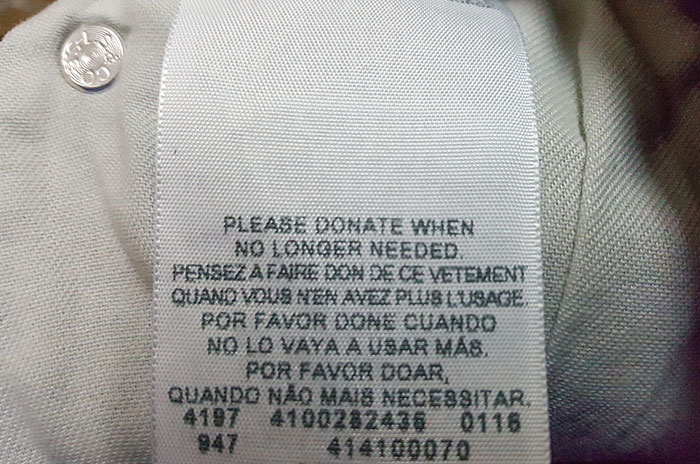 PLEASE DONATE WHEN
NO LONGER NEEDED.
PENSEZ A FAIRE DON DE CE VETEMENT
QUAND VOUS N'EN AVEZ PLUS L'USAGE.
POR FAVOR DONE CUANDO
NO LO VAYA A USAR MÁS.
POR FAVOR DOAR,
QUANDO NÃO MAIS NECESSITAR.
4197 4100282436 0116
947 414100070